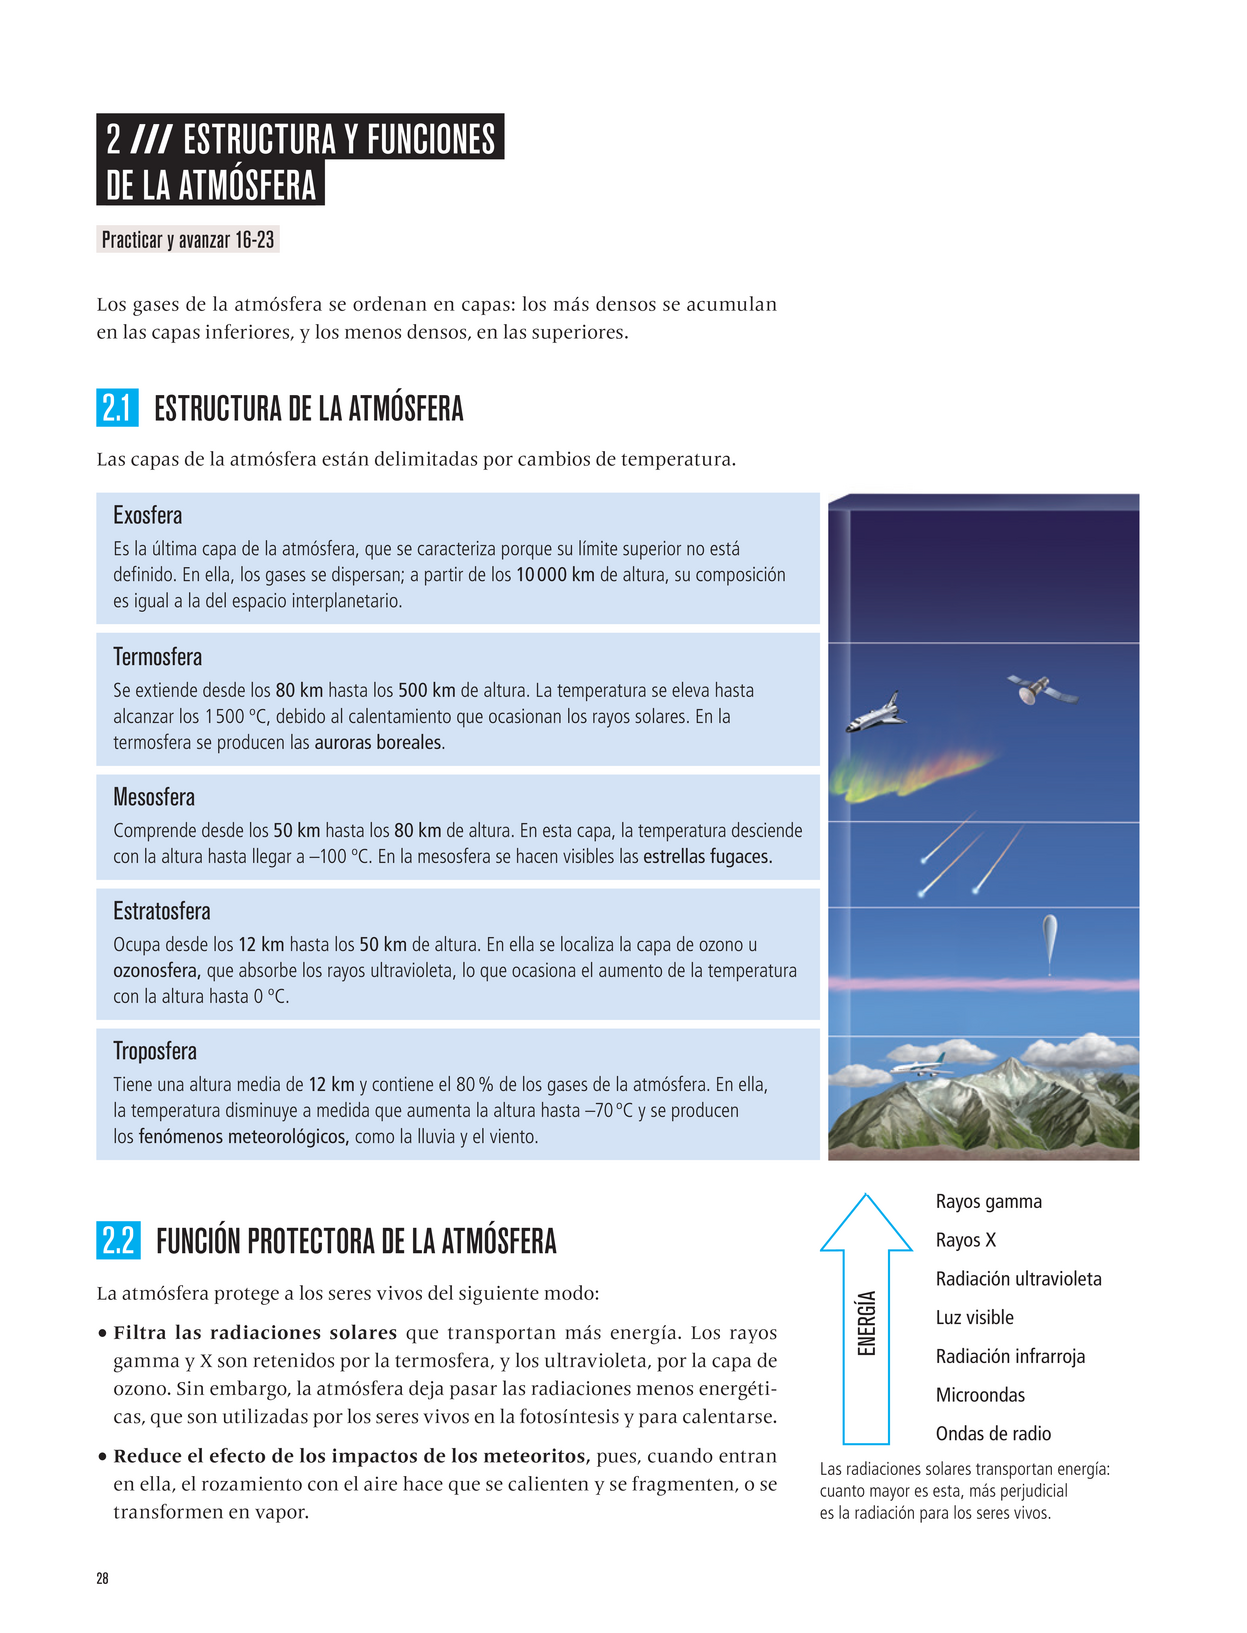 2 /// ESTRUCTURA Y FUNCIONES
DE LA ATMÓSFERA
Practicar y avanzar 16-23
Los gases de la atmósfera se ordenan en capas: los más densos se acumulan
en las capas inferiores, y los menos densos, en las superiores.
2.1 ESTRUCTURA DE LA ATMÓSFERA
Las capas de la atmósfera están delimitadas por cambios de temperatura.
Exosfera
Es la última capa de la atmósfera, que se caracteriza porque su límite superior no está
definido. En ella, los gases se dispersan; a partir de los 10 000 km de altura, su composición
es igual a la del espacio interplanetario.
Termosfera
Se extiende desde los 80 km hasta los 500 km de altura. La temperatura se eleva hasta
alcanzar los 1 500 ºC, debido al calentamiento que ocasionan los rayos solares. En la
termosfera se producen las auroras boreales.
Mesosfera
Comprende desde los 50 km hasta los 80 km de altura. En esta capa, la temperatura desciende
con la altura hasta llegar a –100 ºC. En la mesosfera se hacen visibles las estrellas fugaces.
Estratosfera
Ocupa desde los 12 km hasta los 50 km de altura. En ella se localiza la capa de ozono u
ozonosfera, que absorbe los rayos ultravioleta, lo que ocasiona el aumento de la temperatura
con la altura hasta 0 ºC.
Troposfera
Tiene una altura media de 12 km y contiene el 80 % de los gases de la atmósfera. En ella,
la temperatura disminuye a medida que aumenta la altura hasta –70 ºC y se producen
los fenómenos meteorológicos, como la lluvia y el viento.
2.2 FUNCIÓN PROTECTORA DE LA ATMÓSFERA
La atmósfera protege a los seres vivos del siguiente modo:
• Filtra las radiaciones solares que transportan más energía. Los rayos
gamma y X son retenidos por la termosfera, y los ultravioleta, por la capa de
ozono. Sin embargo, la atmósfera deja pasar las radiaciones menos energéti-
cas, que son utilizadas por los seres vivos en la fotosíntesis y para calentarse.
• Reduce el efecto de los impactos de los meteoritos, pues, cuando entran
en ella, el rozamiento con el aire hace que se calienten y se fragmenten, o se
transformen en vapor.
ENERGÍA
Rayos gamma
Rayos X
Radiación ultravioleta
Luz visible
Radiación infrarroja
Microondas
Ondas de radio
Las radiaciones solares transportan energía:
cuanto mayor es esta, más perjudicial
es la radiación para los seres vivos.
28